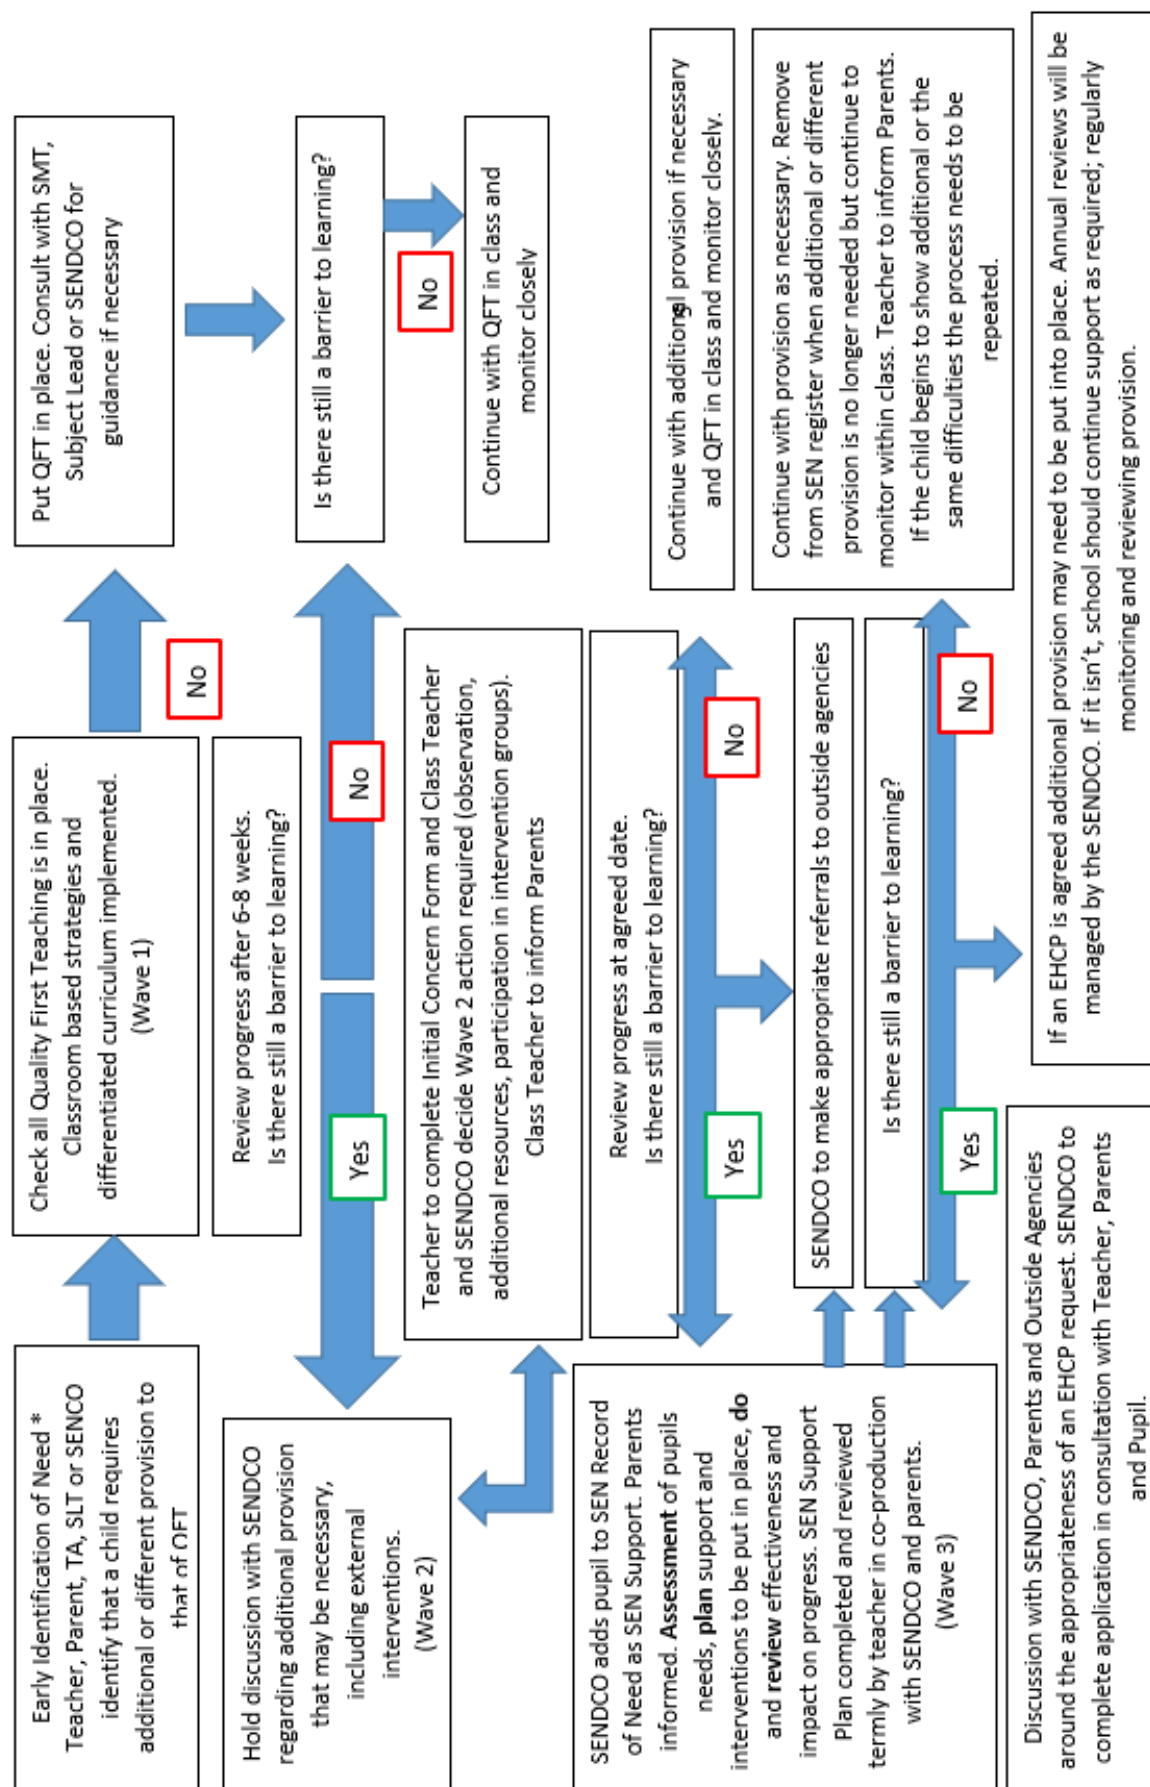 Early Identification of Need *
Teacher, Parent, TA, SLT or SENCO
identify that a child requires
additional or different provision to
that of QFT
Check all Quality First Teaching is in place.
Classroom based strategies and
differentiated curriculum implemented.
(Wave 1)
No
Put QFT in place. Consult with SMT,
Subject Lead or SENDCO for
guidance if necessary
Review progress after 6-8 weeks.
Is there still a barrier to learning?
Yes
No
Is there still a barrier to learning?
No
Continue with QFT in class and
monitor closely
Hold discussion with SENDCO
regarding additional provision
that may be necessary,
including external
interventions.
(Wave 2)
Teacher to complete Initial Concern Form and Class Teacher
and SENDCO decide Wave 2 action required (observation,
additional resources, participation in intervention groups).
Class Teacher to inform Parents
Review progress at agreed date.
Is there still a barrier to learning?
Yes
No
Continue with additional provision if necessary
and QFT in class and monitor closely.
SENDCO adds pupil to SEN Record
of Need as SEN Support. Parents
informed. Assessment of pupils
needs, plan support and
interventions to be put in place, do
and review effectiveness and
impact on progress. SEN Support
Plan completed and reviewed
termly by teacher in co-production
with SENDCO and parents.
(Wave 3)
SENDCO to make appropriate referrals to outside agencies
Is there still a barrier to learning?
Yes
No
Continue with provision as necessary. Remove
from SEN register when additional or different
provision is no longer needed but continue to
monitor within class. Teacher to inform Parents.
If the child begins to show additional or the
same difficulties the process needs to be
repeated.
Discussion with SENDCO, Parents and Outside Agencies
around the appropriateness of an EHCP request. SENDCO to
complete application in consultation with Teacher, Parents
and Pupil.
If an EHCP is agreed additional provision may need to be put into place. Annual reviews will be
managed by the SENDCO. If it isn't, school should continue support as required; regularly
monitoring and reviewing provision.